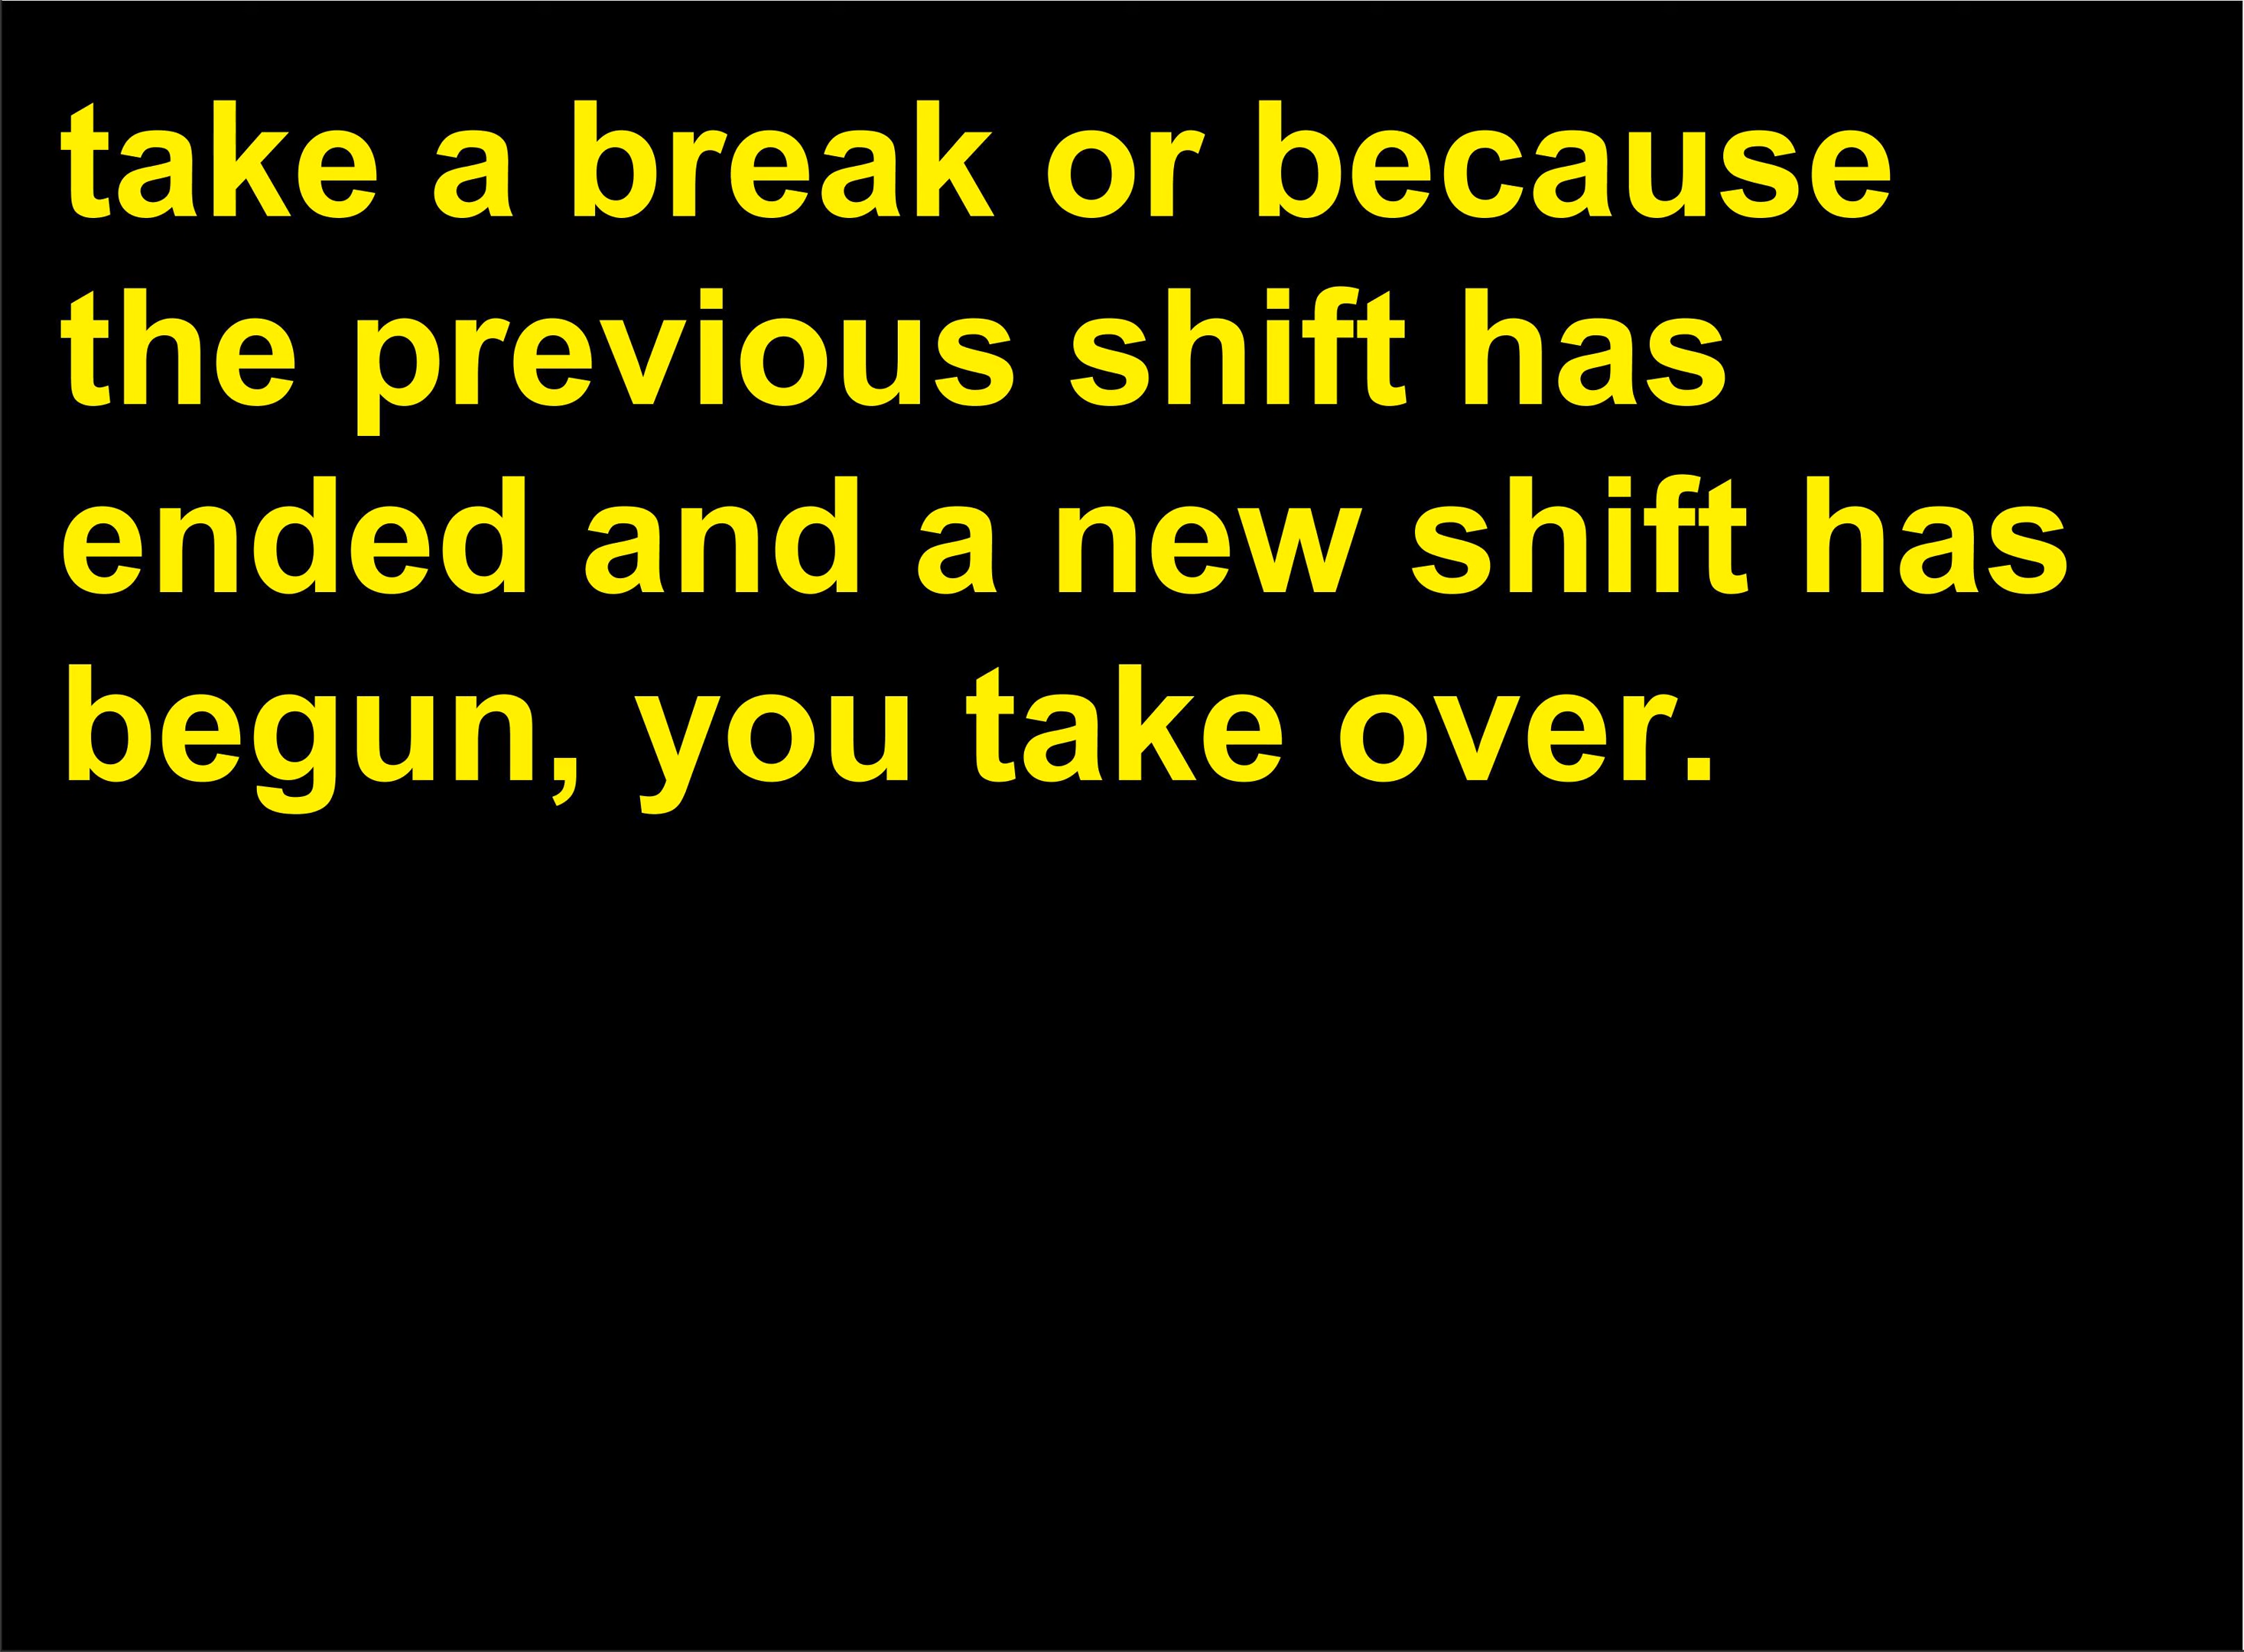 take a break or because
the previous shift has
ended and a new shift has
begun, you take over.